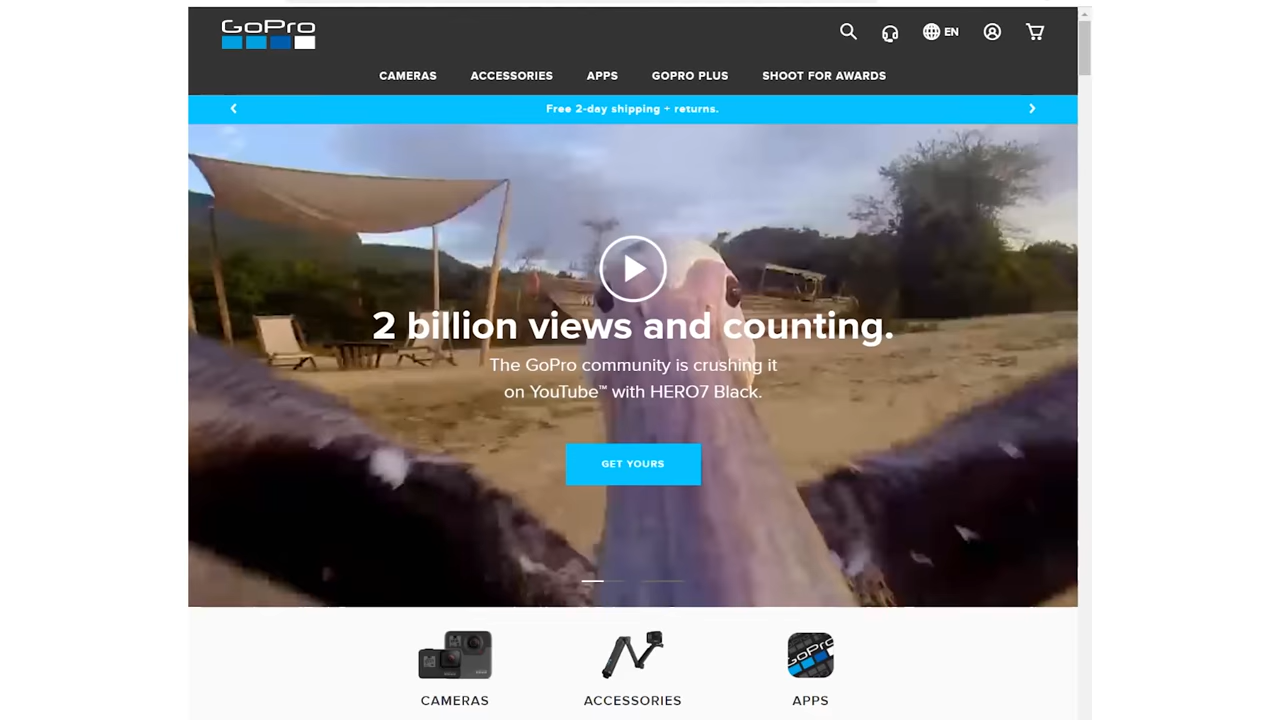 GoPro
EN
CAMERAS ACCESSORIES APPS GOPRO PLUS SHOOT FOR AWARDS
Free 2-day shipping + returns.
2 billion views and counting.
The GoPro community is crushing it
on YouTube™ with HERO7 Black.
GET YOURS
GoPro
CAMERAS ACCESSORIES APPS